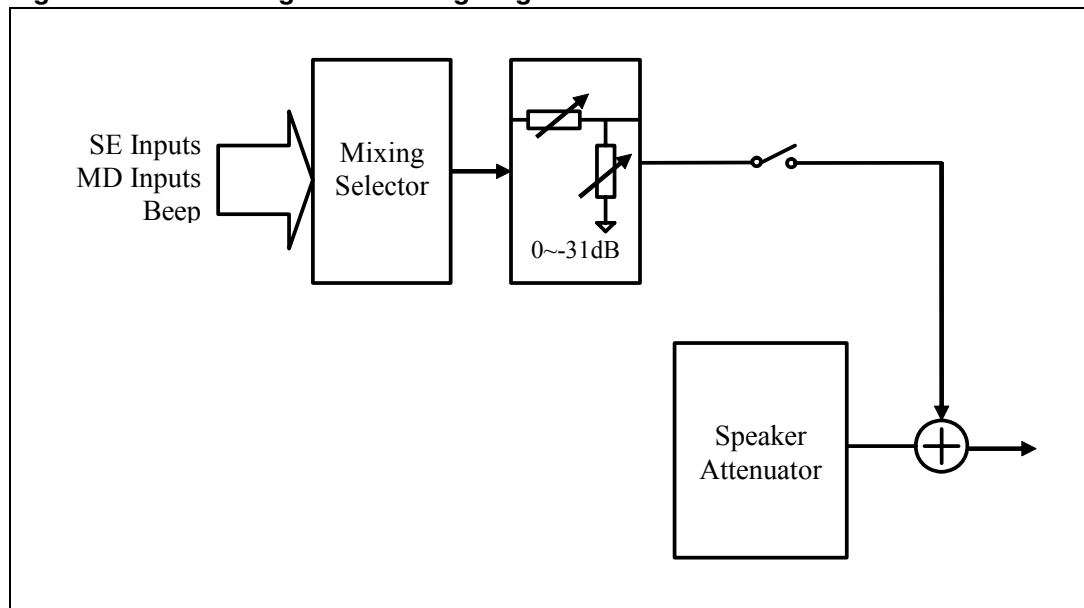 SE Inputs
MD Inputs
Beep
Mixing
Selector
0~-31dB
Speaker
Attenuator